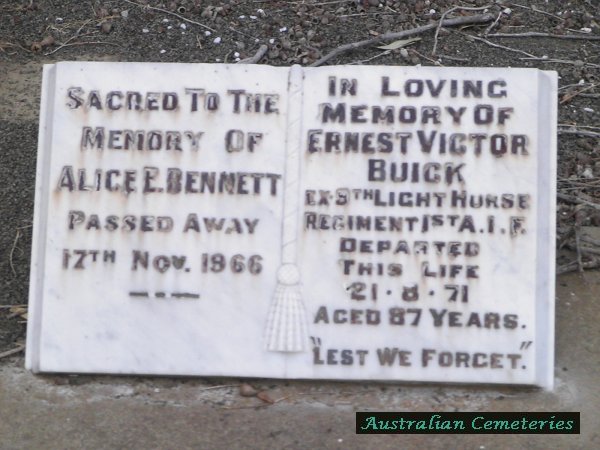 SACRED TO THE
MEMORY OF
ALICE E. BENNETT
PASSED AWAY
17TH NOV. 1966
IN LOVING
MEMORY OF
ERNEST VICTOR
BUICK
EX-9TH LIGHT HORSE
REGIMENT 1ST A.I.F.
DEPARTED
THIS LIFE
21-8-71
AGED 87 YEARS.
"LEST WE FORGET."
Australian Cemeteries